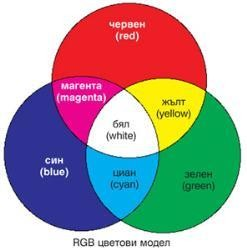 червен
(red)
магента
(magenta)
жълт
(yellow)
бял
(white)
син
(blue)
циан
(cyan)
зелен
(green)
RGB цветови модел